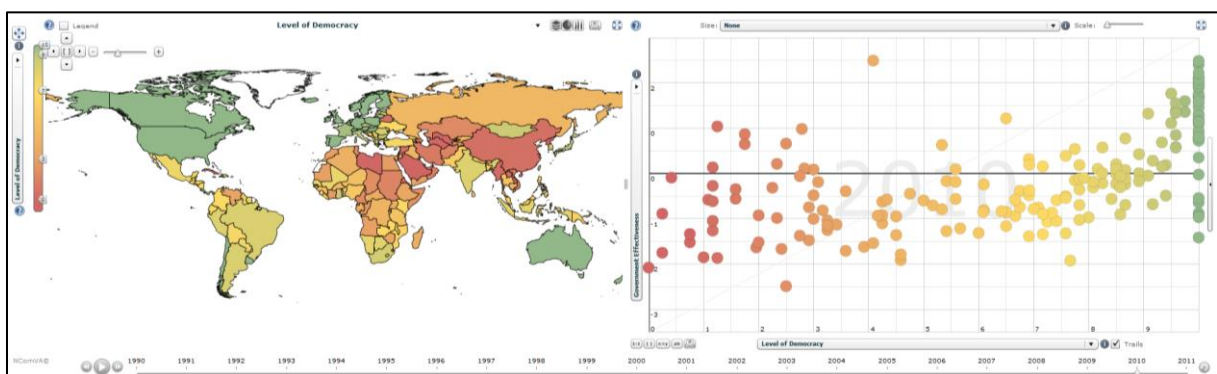 Legend
Level of Democracy
Level of Democracy
NComVA®
Size: None
Scale:
Government Effectiveness
2010
2
0
0
-1
-2
-3
0 1 2 3 4 5 6 7 8 9
Level of Democracy
Trails
1990 1991 1992 1993 1994 1995 1996 1997 1998 1999 2000 2001 2002 2003 2004 2005 2006 2007 2008 2009 2010 2011